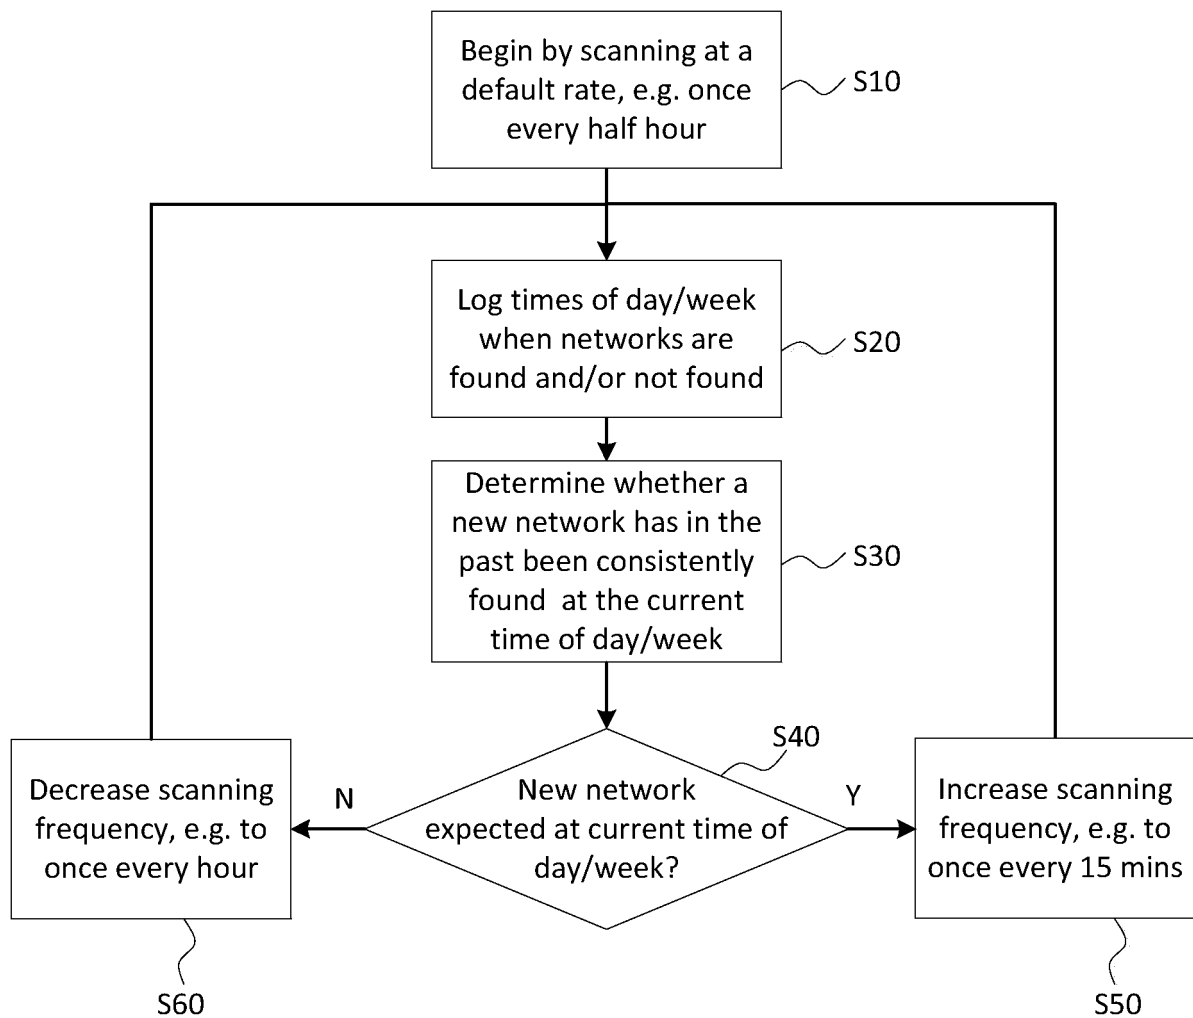 Begin by scanning at a
default rate, e.g. once
every half hour
S10
Log times of day/week
when networks are
found and/or not found
S20
Determine whether a
new network has in the
past been consistently
found at the current
time of day/week
S30
S40
New network
expected at current time of
day/week?
N
Y
Decrease scanning
frequency, e.g. to
once every hour
S60
Increase scanning
frequency, e.g. to
once every 15 mins
S50